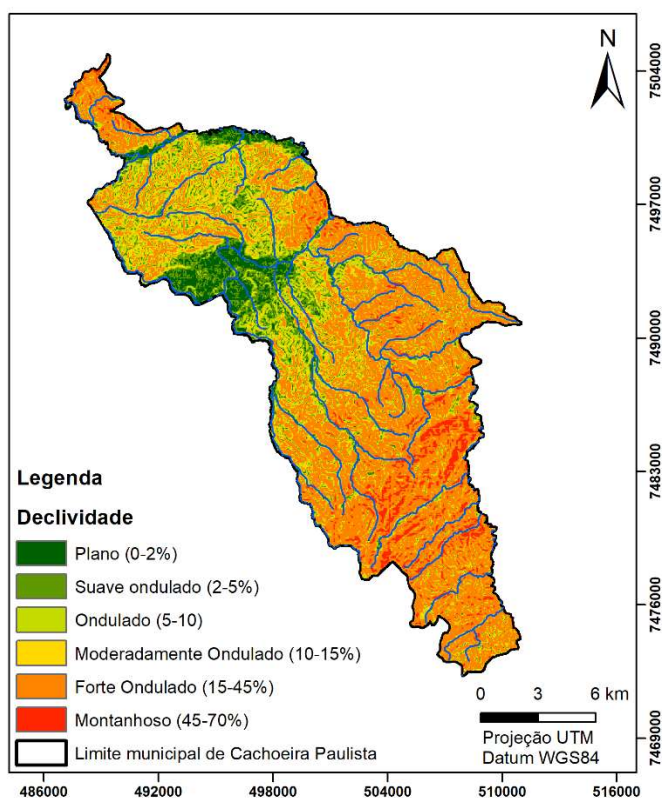 N
7504000
7497000
7490000
7483000
7476000
7469000
Legenda
Declividade
Plano (0-2%)
Suave ondulado (2-5%)
Ondulado (5-10)
Moderadamente Ondulado (10-15%)
Forte Ondulado (15-45%)
Montanhoso (45-70%)
Limite municipal de Cachoeira Paulista
0 3 6 km
Projeção UTM
Datum WGS84
486000 492000 498000 504000 510000 516000